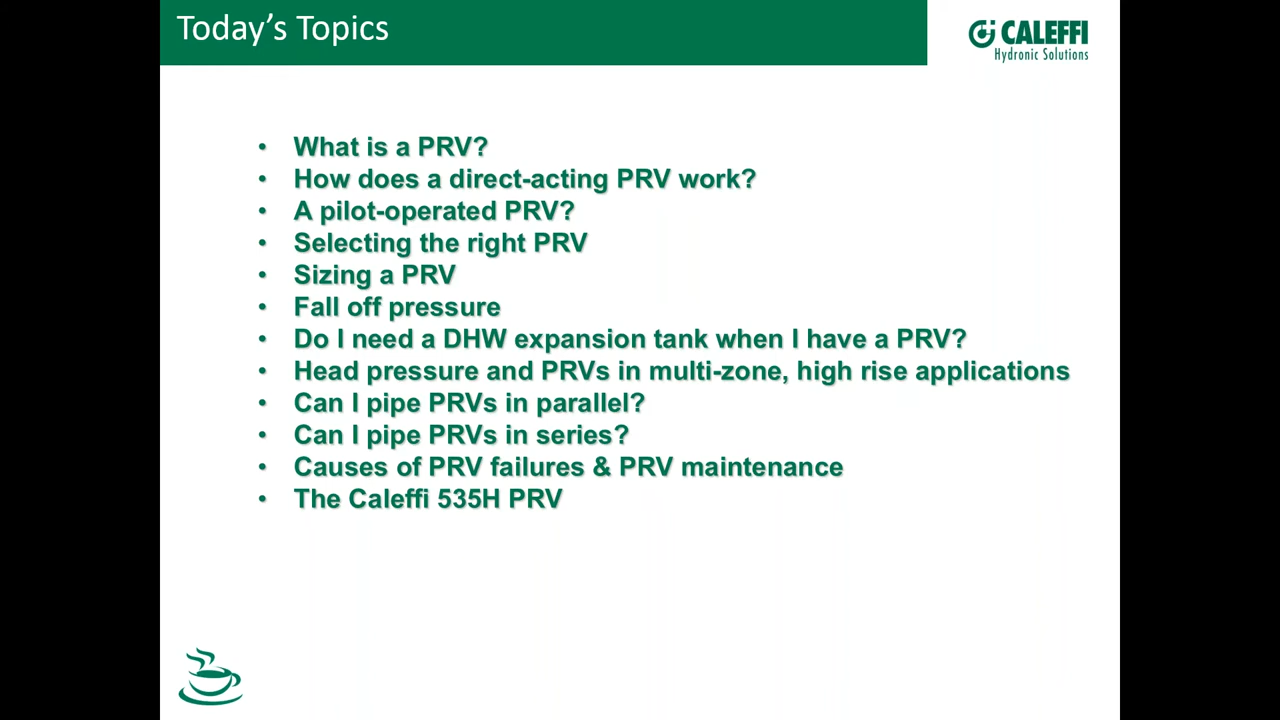 Today's Topics
CALEFFI
Hydronic Solutions
• What is a PRV?
• How does a direct-acting PRV work?
• A pilot-operated PRV?
• Selecting the right PRV
• Sizing a PRV
• Fall off pressure
• Do I need a DHW expansion tank when I have a PRV?
• Head pressure and PRVs in multi-zone, high rise applications
• Can I pipe PRVs in parallel?
• Can I pipe PRVs in series?
• Causes of PRV failures & PRV maintenance
• The Caleffi 535H PRV